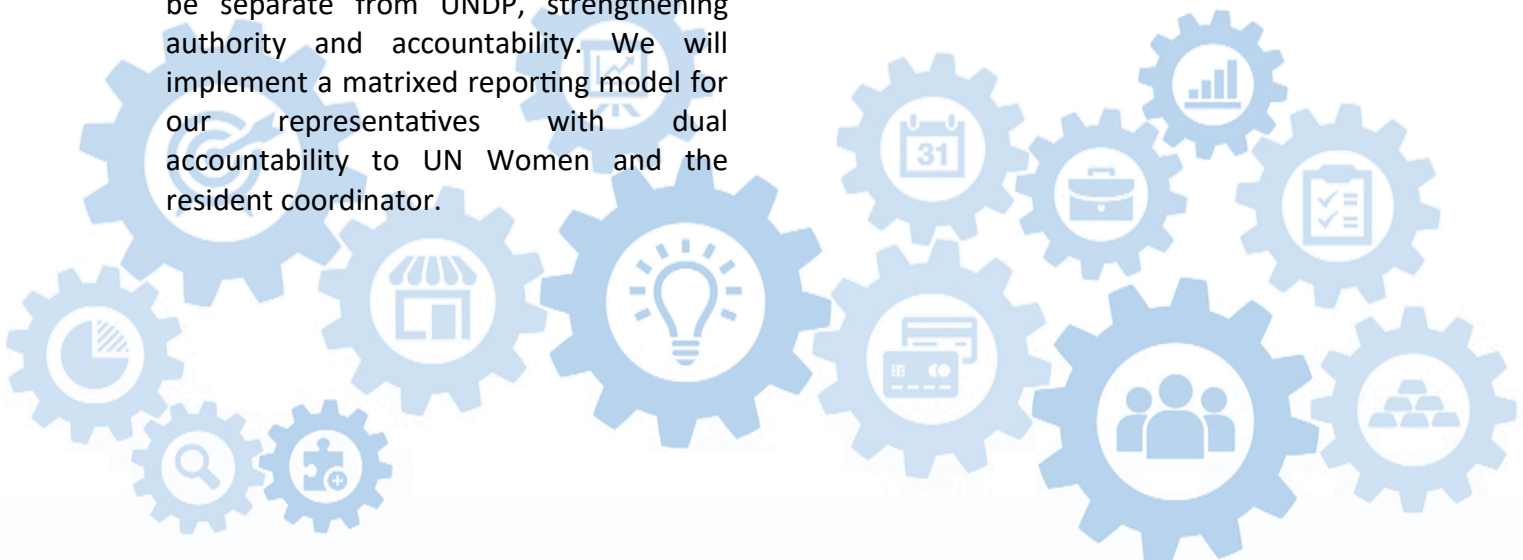 be separate from UNDP, strengthening
authority and accountability. We will
implement a matrixed reporting model for
our representatives with dual
accountability to UN Women and the
resident coordinator.
31